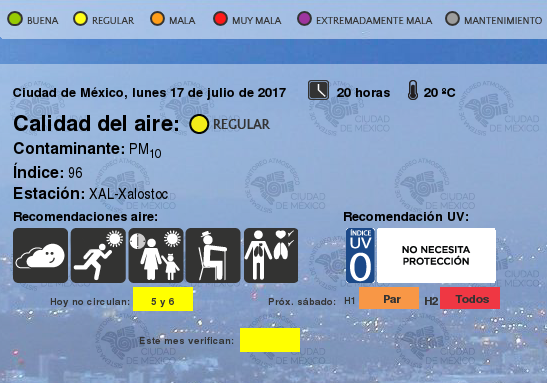 BUENA REGULAR MALA MUY MALA EXTREMADAMENTE MALA MANTENIMIENTO
Ciudad de México, lunes 17 de julio de 2017 20 horas 20 ºC
Calidad del aire: REGULAR
Contaminante: PM10
Índice: 96
Estación: XAL-Xalostoc
Recomendaciones aire: Recomendación UV:
ÍNDICE
UV
0
NO NECESITA
PROTECCIÓN
Hoy no circulan: 5 y 6 Próx. sábado: H1 Par H2 Todos
Este mes verifican:
CIUDAD
DE MÉXICO